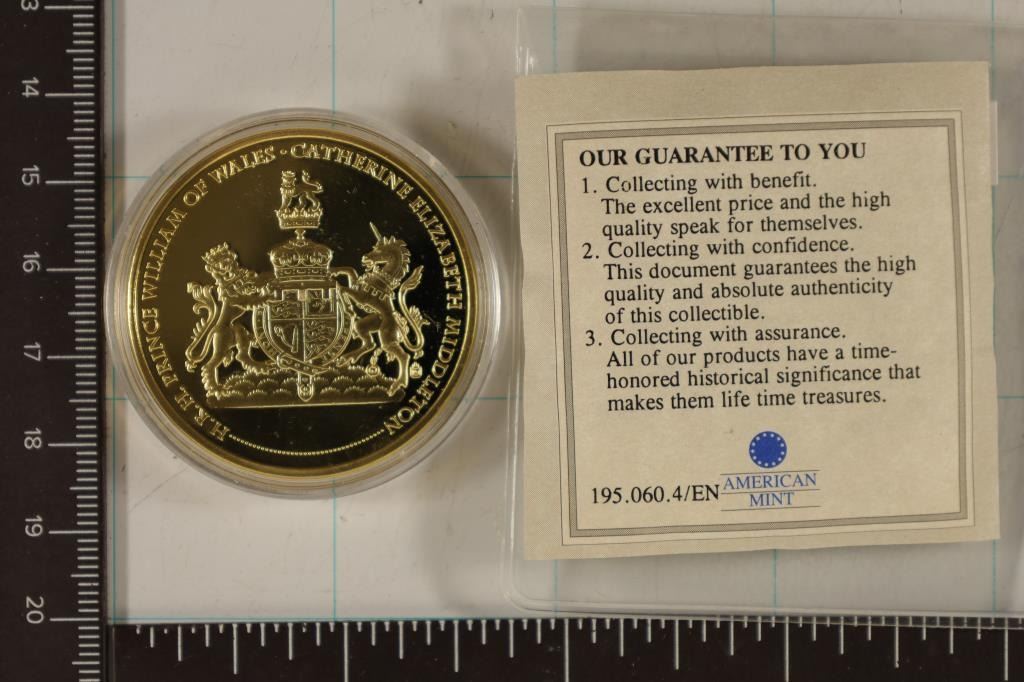 13
14
15
16
17
18
19
20
H.R.H. PRINCE WILLIAM OF WALES · CATHERINE ELIZABETH MIDDLETON
OUR GUARANTEE TO YOU
1. Collecting with benefit.
The excellent price and the high
quality speak for themselves.
2. Collecting with confidence.
This document guarantees the high
quality and absolute authenticity
of this collectible.
3. Collecting with assurance.
All of our products have a time-
honored historical significance that
makes them life time treasures.
195.060.4/EN
AMERICAN
MINT